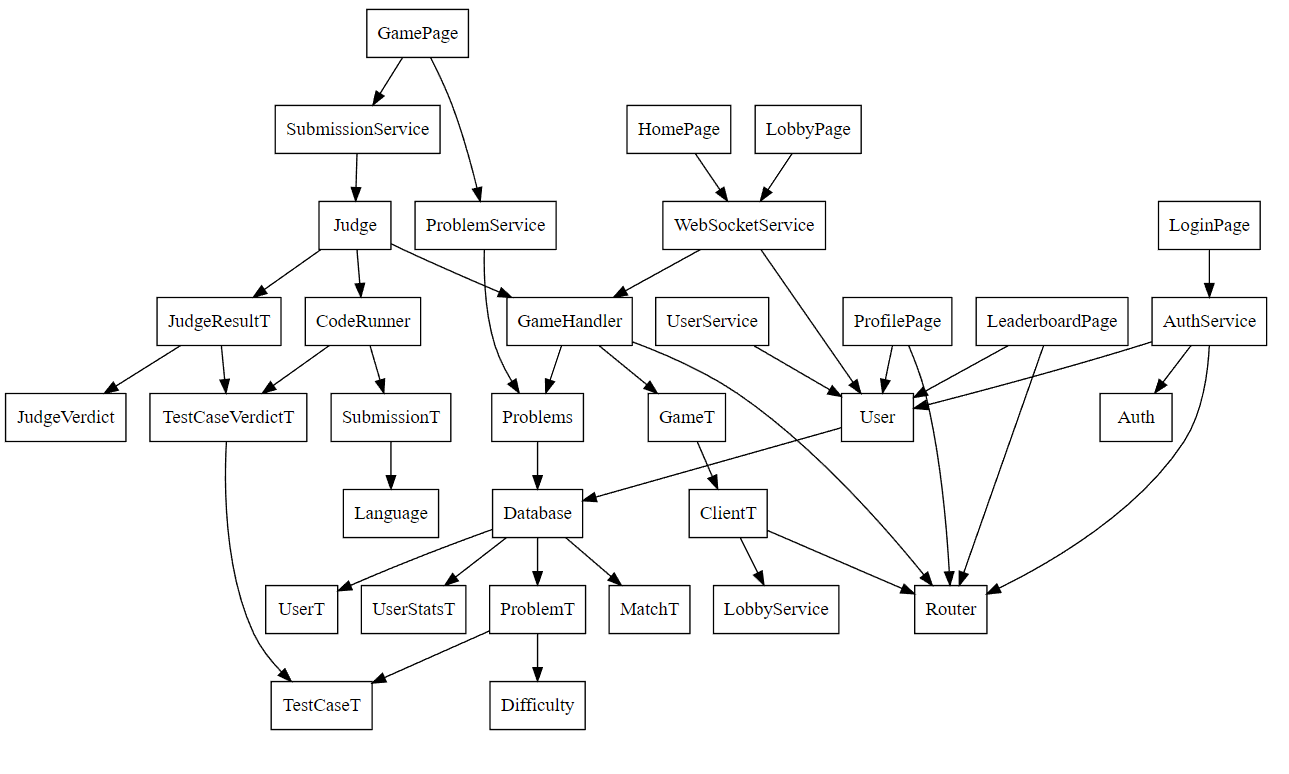 GamePage
SubmissionService
HomePage
LobbyPage
Judge
ProblemService
WebSocketService
LoginPage
JudgeResultT
CodeRunner
GameHandler
UserService
ProfilePage
LeaderboardPage
AuthService
JudgeVerdict
TestCaseVerdictT
SubmissionT
Problems
GameT
User
Auth
Language
Database
ClientT
UserT
UserStatsT
ProblemT
MatchT
LobbyService
Router
TestCaseT
Difficulty